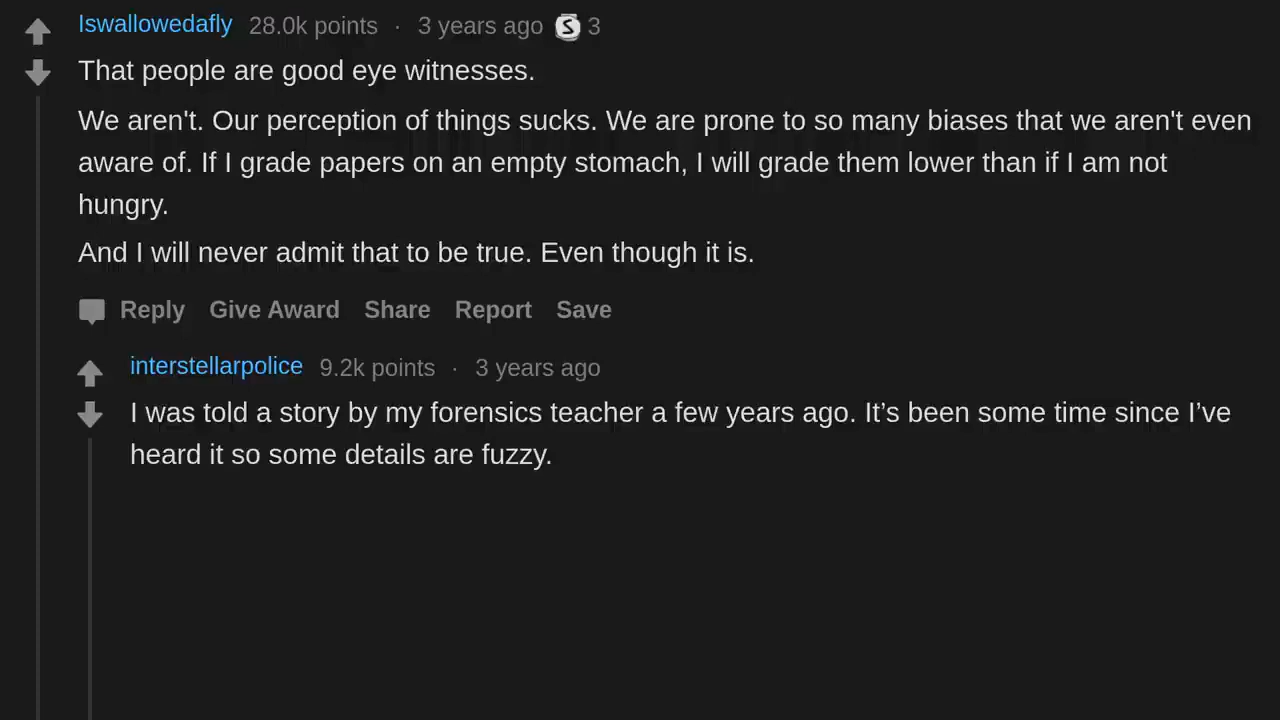 Iswallowedafly 28.0k points · 3 years ago S 3
That people are good eye witnesses.
We aren't. Our perception of things sucks. We are prone to so many biases that we aren't even
aware of. If I grade papers on an empty stomach, I will grade them lower than if I am not
hungry.
And I will never admit that to be true. Even though it is.
Reply Give Award Share Report Save
interstellarpolice 9.2k points · 3 years ago
I was told a story by my forensics teacher a few years ago. It’s been some time since I’ve
heard it so some details are fuzzy.